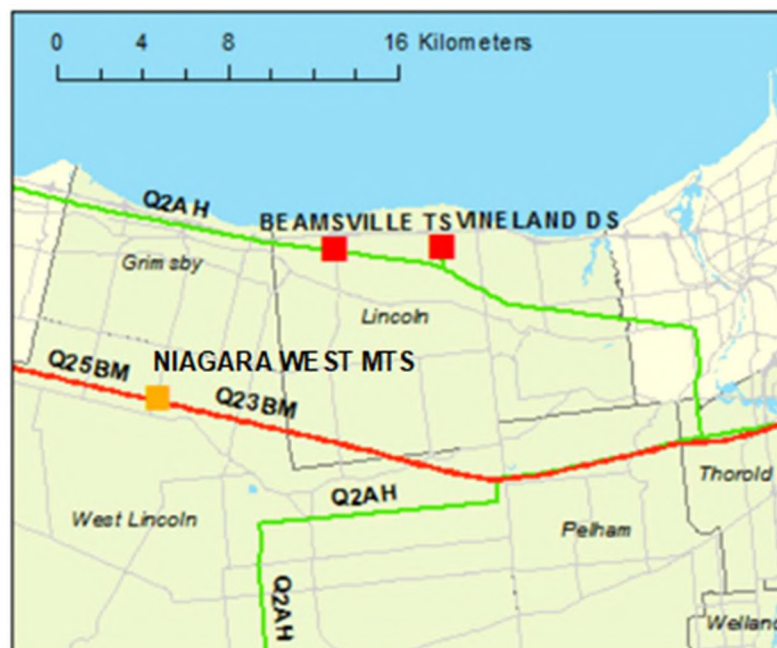 0 4 8 16 Kilometers
Q2AH
BEAMSVILLE TS VINELAND DS
Grimsby
Lincoln
Q25BM
NIAGARA WEST MTS
Q23BM
Q2AH
West Lincoln
Thorold
Pelham
Q2AH
Welland